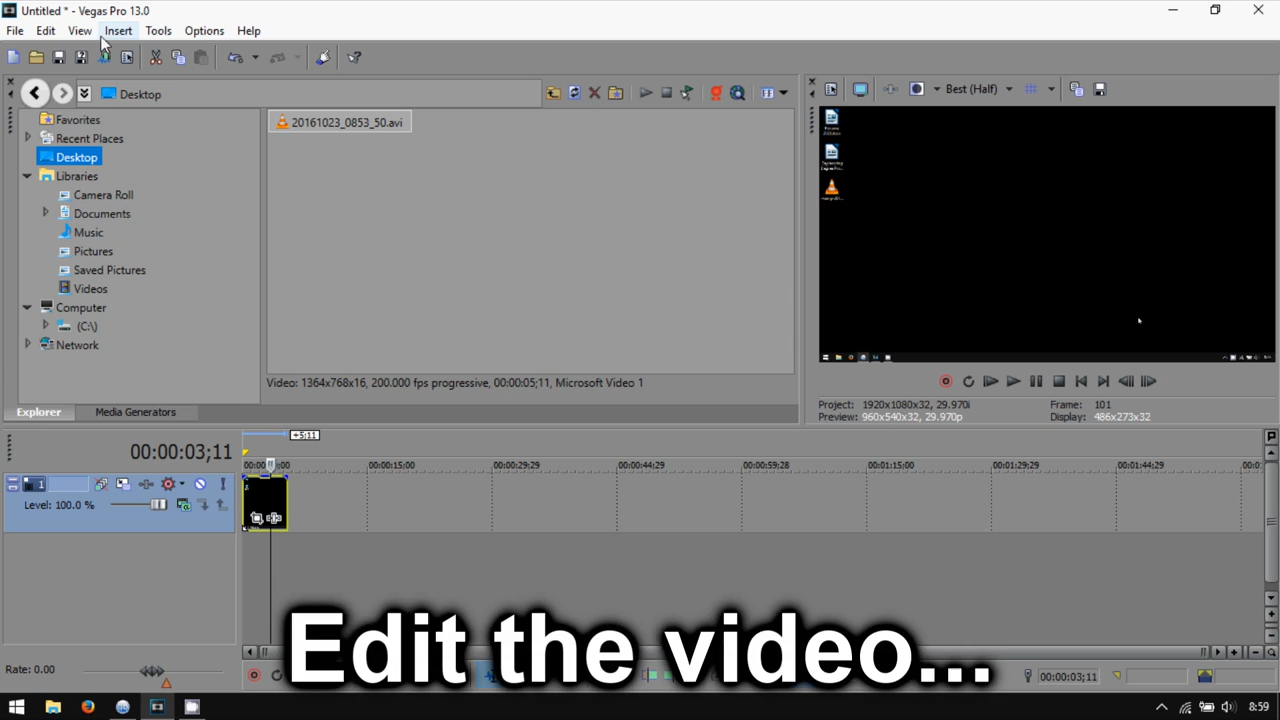 Untitled * - Vegas Pro 13.0
File Edit View Insert Tools Options Help
Desktop
Best (Half)
Favorites
Recent Places
Desktop
Libraries
Camera Roll
Documents
Music
Pictures
Saved Pictures
Videos
Computer
(C:\)
Network
20161023_0853_50.avi
Video: 1364x768x16, 200.000 fps progressive, 00:00:05;11, Microsoft Video 1
Explorer Media Generators
Project: 1920x1080x32, 29.970i Frame: 101
Preview: 960x540x32, 29.970p Display: 486x273x32
00:00:03;11
+5;11
00:00:15;00 00:00:29;29 00:00:44;29 00:00:59;28 00:01:15;00 00:01:29;29 00:01:44;29
1
Level: 100.0 %
Edit the video...
Rate: 0.00
00:00:03;11
8:59